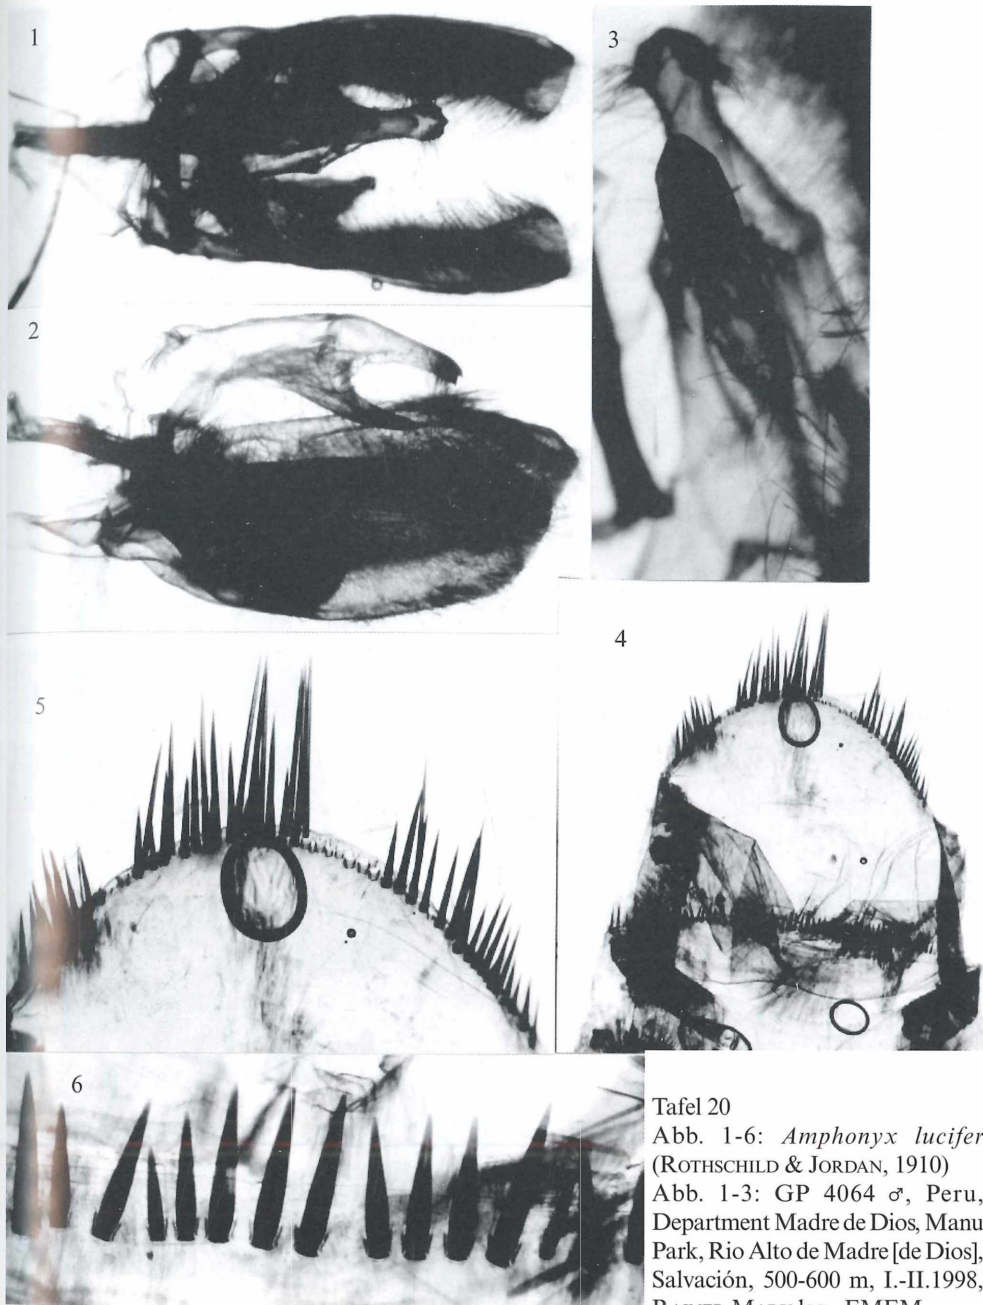 1
3
2
4
5
6
Tafel 20
Abb. 1-6: Amphonyx lucifer
(ROTHSCHILD & JORDAN, 1910)
Abb. 1-3: GP 4064 ♂, Peru,
Department Madre de Dios, Manu
Park, Rio Alto de Madre [de Dios],
Salvación, 500-600 m, I.-II.1998,
EMEM